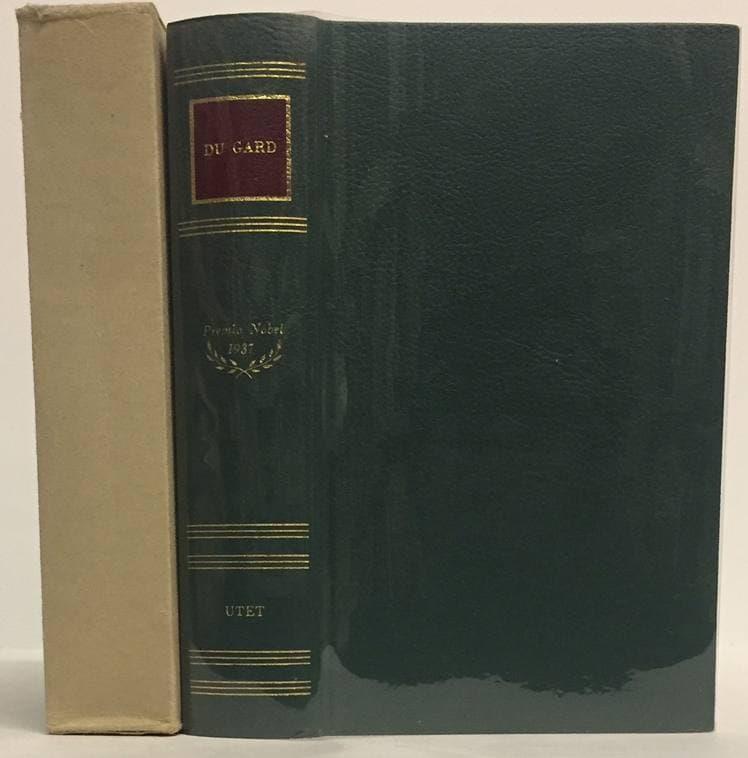 DU GARD
Premio Nobel
1937
UTET